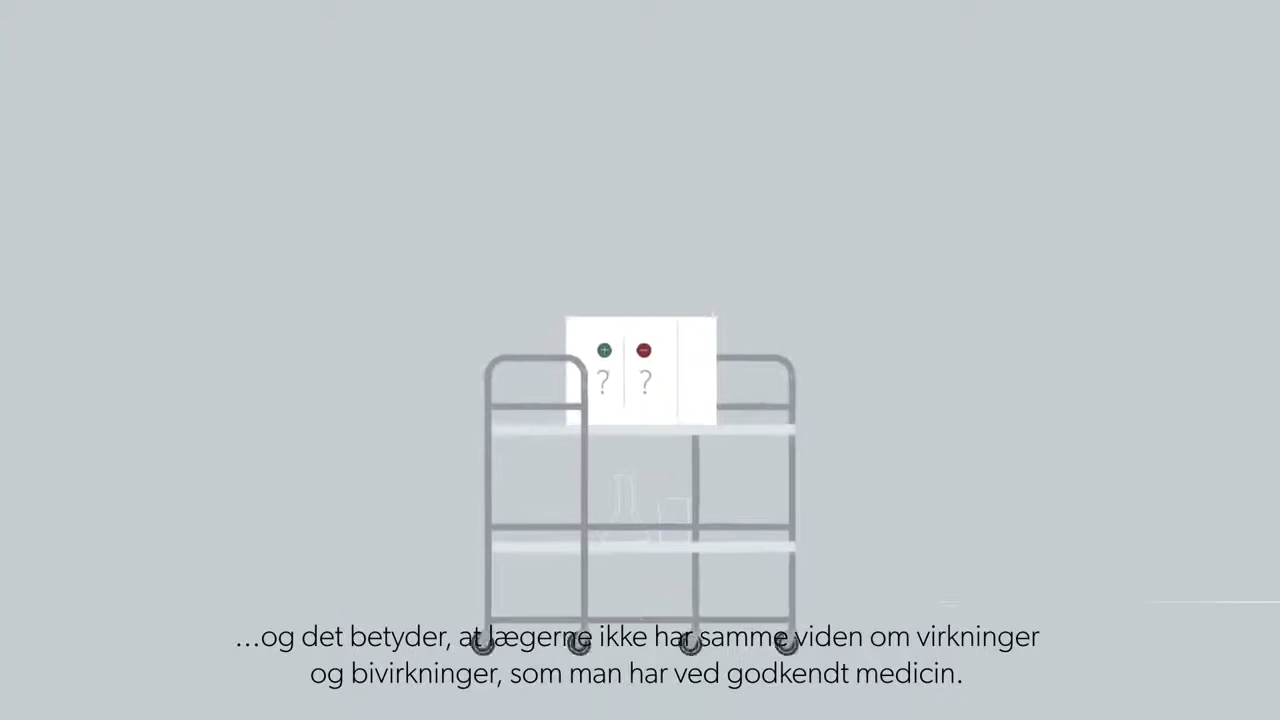 ? ?
…og det betyder, at lægerne ikke har samme viden om virkninger
og bivirkninger, som man har ved godkendt medicin.